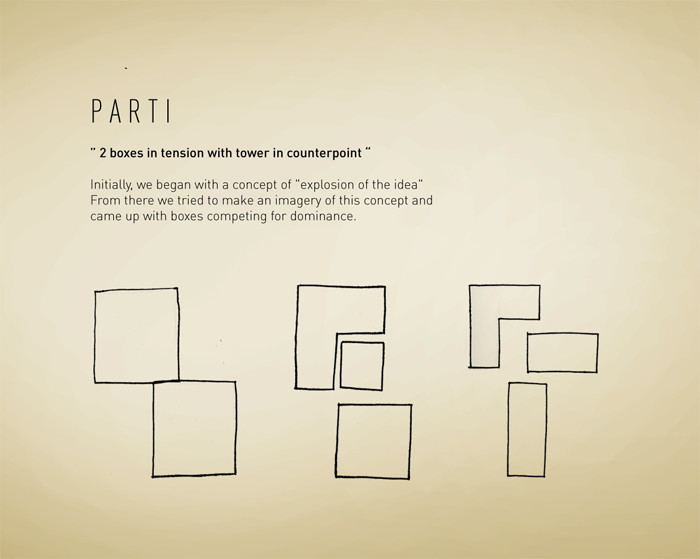 PARTI
" 2 boxes in tension with tower in counterpoint "
Initially, we began with a concept of "explosion of the idea"
From there we tried to make an imagery of this concept and
came up with boxes competing for dominance.